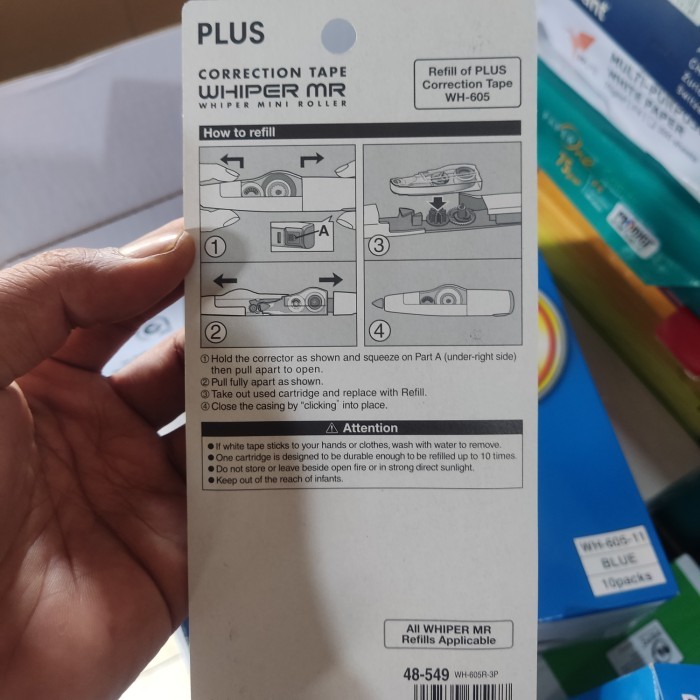 PLUS
CORRECTION TAPE
WHIPER MR
WHIPER MINI ROLLER
Refill of PLUS
Correction Tape
WH-605
How to refill
A
①
③
②
④
① Hold the corrector as shown and squeeze on Part A (under-right side)
then pull apart to open.
② Pull fully apart as shown.
③ Take out used cartridge and replace with Refill.
④ Close the casing by "clicking" into place.
⚠ Attention
● If white tape sticks to your hands or clothes, wash with water to remove.
● One cartridge is designed to be durable enough to be refilled up to 10 times.
● Do not store or leave beside open fire or in strong direct sunlight.
● Keep out of the reach of infants.
All WHIPER MR
Refills Applicable
48-549 WH-605R-3P
WH-605-11
BLUE
10packs
WHITE PAPER